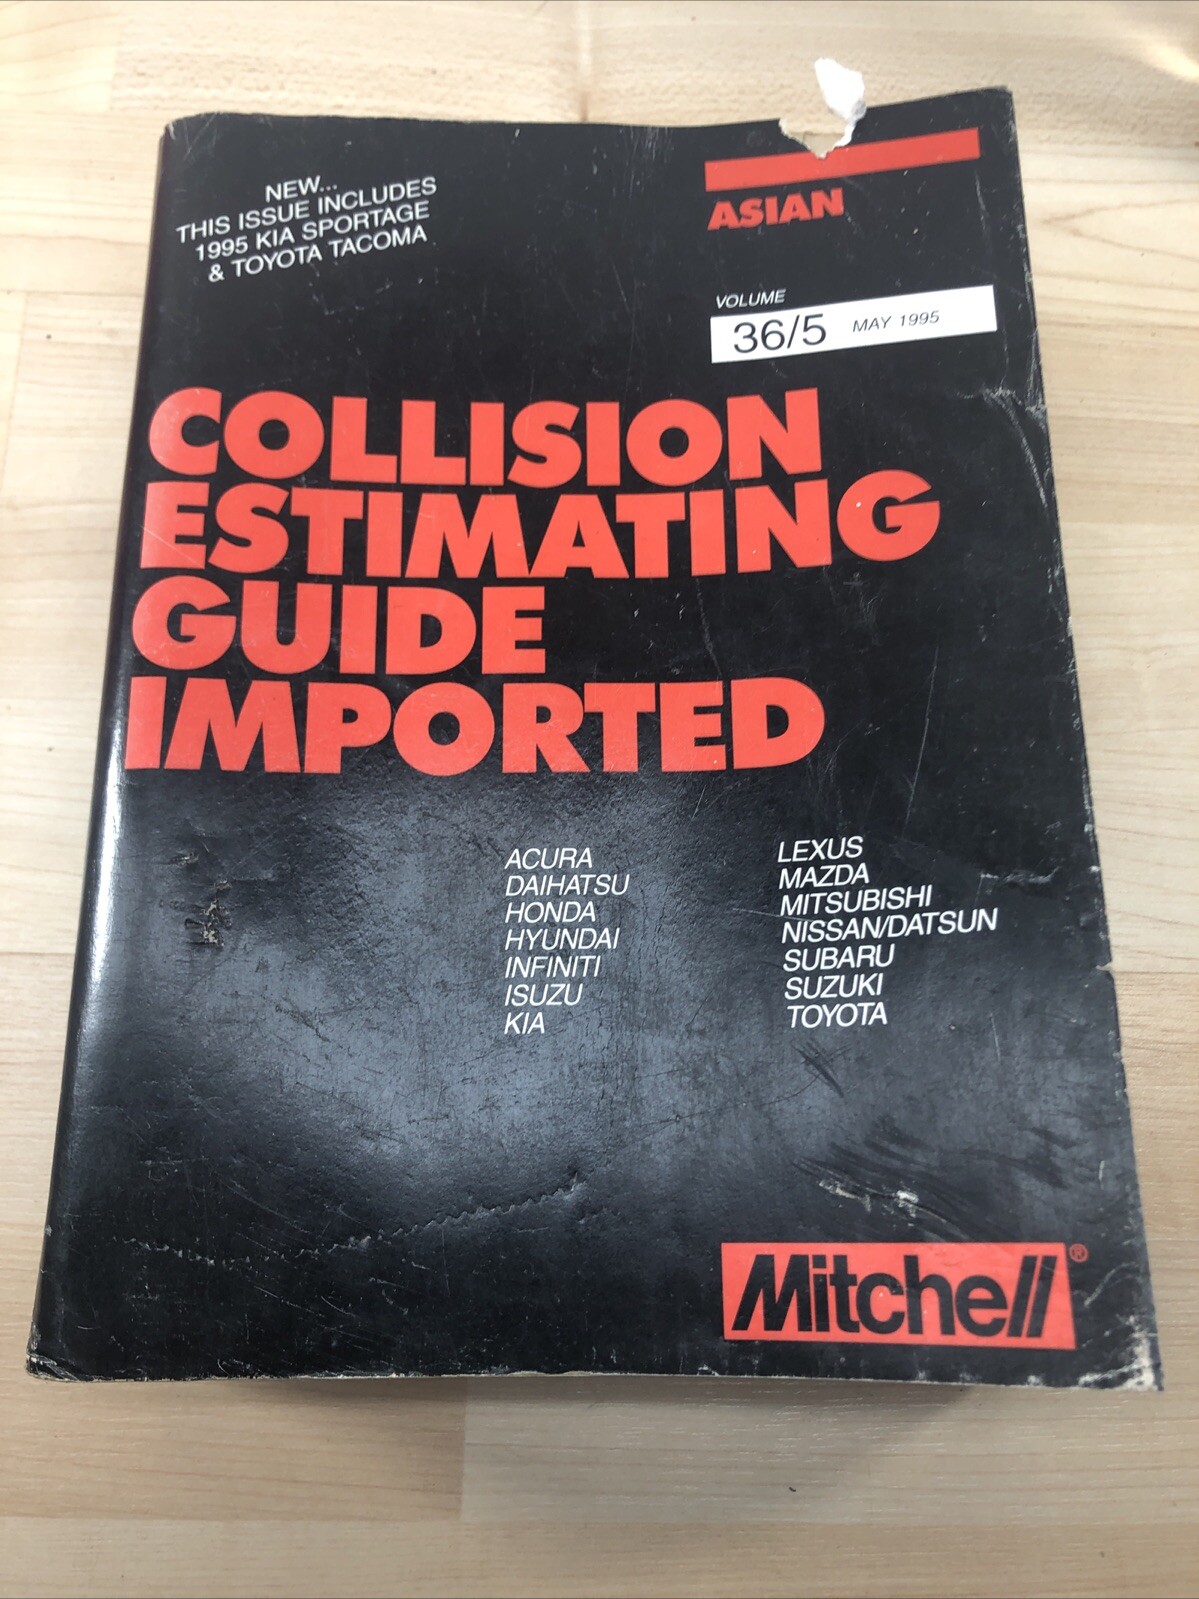 NEW...
THIS ISSUE INCLUDES
1995 KIA SPORTAGE
& TOYOTA TACOMA
ASIAN
VOLUME
36/5 MAY 1995
COLLISION
ESTIMATING
GUIDE
IMPORTED
ACURA
DAIHATSU
HONDA
HYUNDAI
INFINITI
ISUZU
KIA
LEXUS
MAZDA
MITSUBISHI
NISSAN/DATSUN
SUBARU
SUZUKI
TOYOTA
Mitchell®